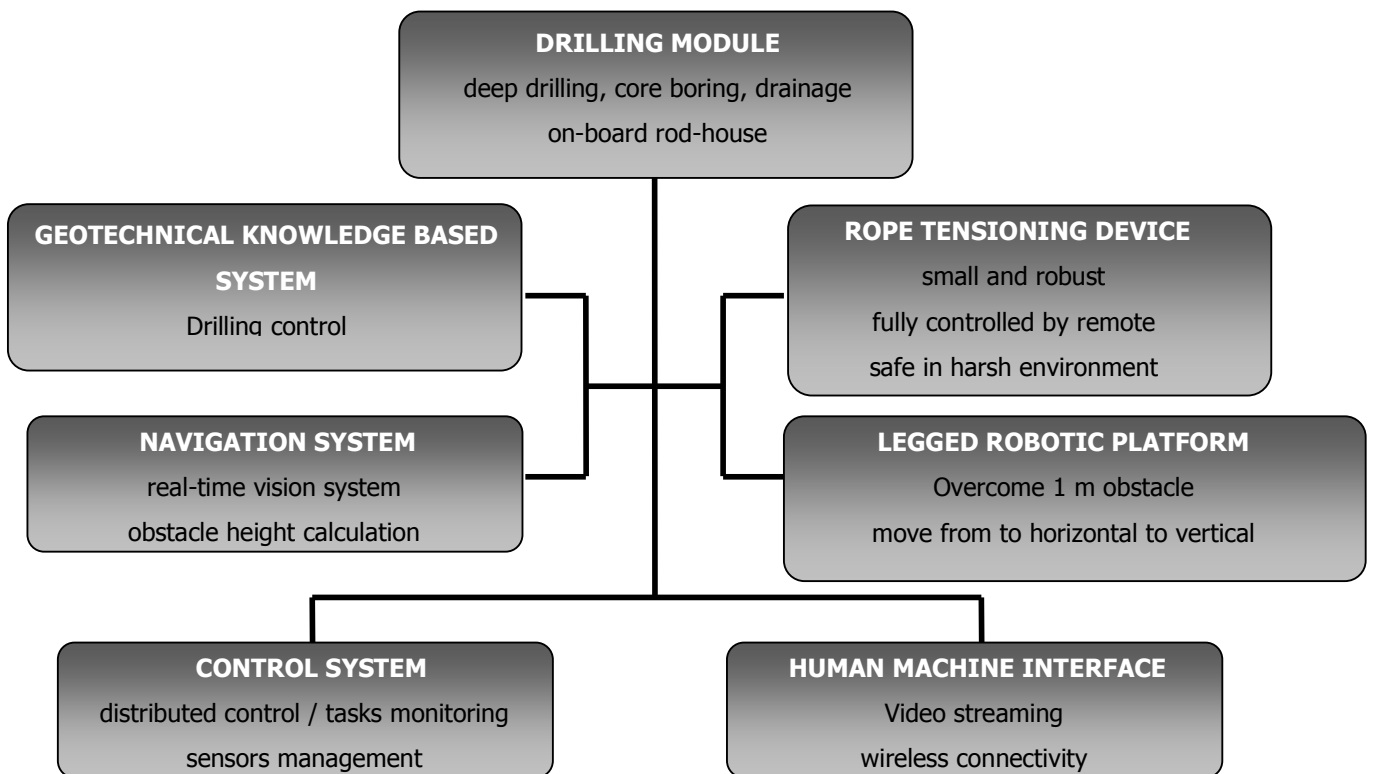 DRILLING MODULE
deep drilling, core boring, drainage
on-board rod-house
GEOTECHNICAL KNOWLEDGE BASED
SYSTEM
Drilling control
ROPE TENSIONING DEVICE
small and robust
fully controlled by remote
safe in harsh environment
NAVIGATION SYSTEM
real-time vision system
obstacle height calculation
LEGGED ROBOTIC PLATFORM
Overcome 1 m obstacle
move from to horizontal to vertical
CONTROL SYSTEM
distributed control / tasks monitoring
sensors management
HUMAN MACHINE INTERFACE
Video streaming
wireless connectivity